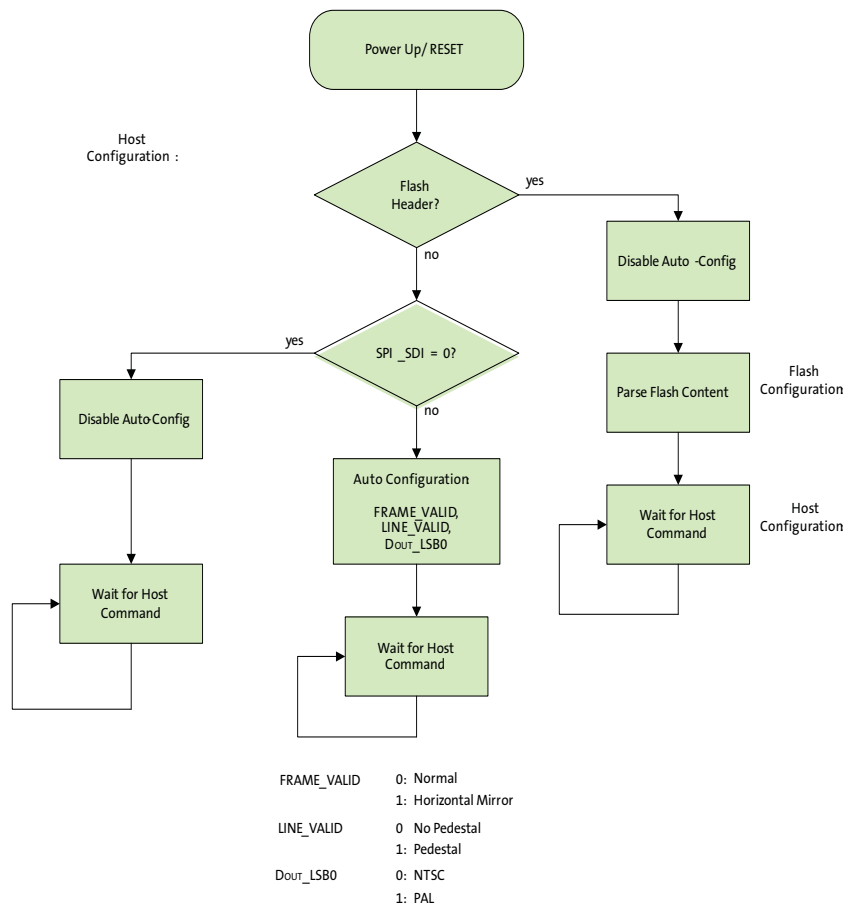 Power Up/ RESET
Host
Configuration :
Flash
Header?
yes
no
Disable Auto -Config
SPI _SDI = 0?
yes
no
Parse Flash Content
Flash
Configuration
Disable Auto-Config
Auto Configuration
FRAME_VALID,
LINE_VALID,
DOUT_LSB0
Wait for Host
Command
Host
Configuration
Wait for Host
Command
Wait for Host
Command
FRAME_VALID 0: Normal
1: Horizontal Mirror
LINE_VALID 0 No Pedestal
1: Pedestal
DOUT_LSB0 0: NTSC
1: PAL